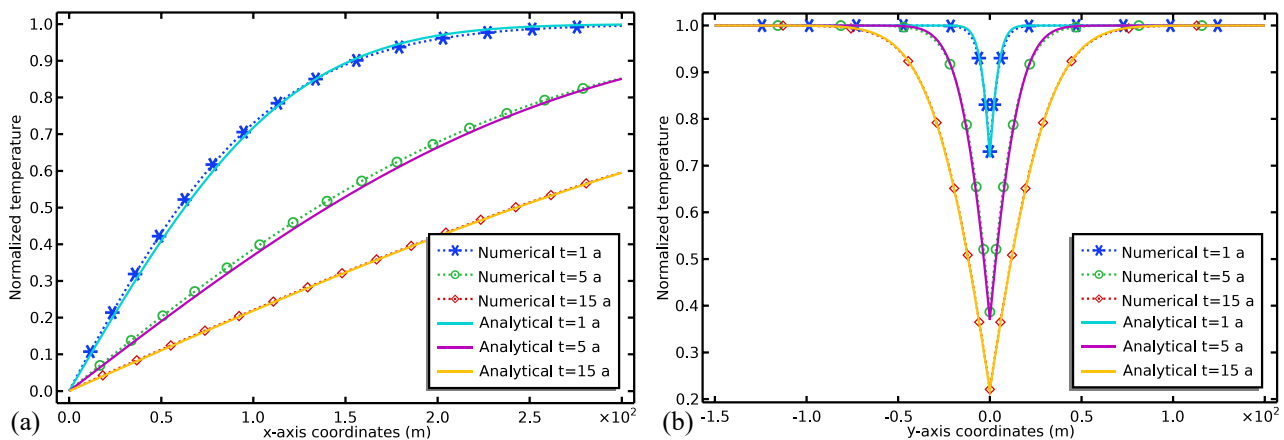 Normalized temperature
1.0
0.9
0.8
0.7
0.6
0.5
0.4
0.3
0.2
0.1
0.0
Numerical t=1 a
Numerical t=5 a
Numerical t=15 a
Analytical t=1 a
Analytical t=5 a
Analytical t=15 a
0.0 0.5 1.0 1.5 2.0 2.5 ×10²
x-axis coordinates (m)
(a)
Normalized temperature
1.0
0.9
0.8
0.7
0.6
0.5
0.4
0.3
0.2
Numerical t=1 a
Numerical t=5 a
Numerical t=15 a
Analytical t=1 a
Analytical t=5 a
Analytical t=15 a
-1.5 -1.0 -0.5 0.0 0.5 1.0 ×10²
y-axis coordinates (m)
(b)